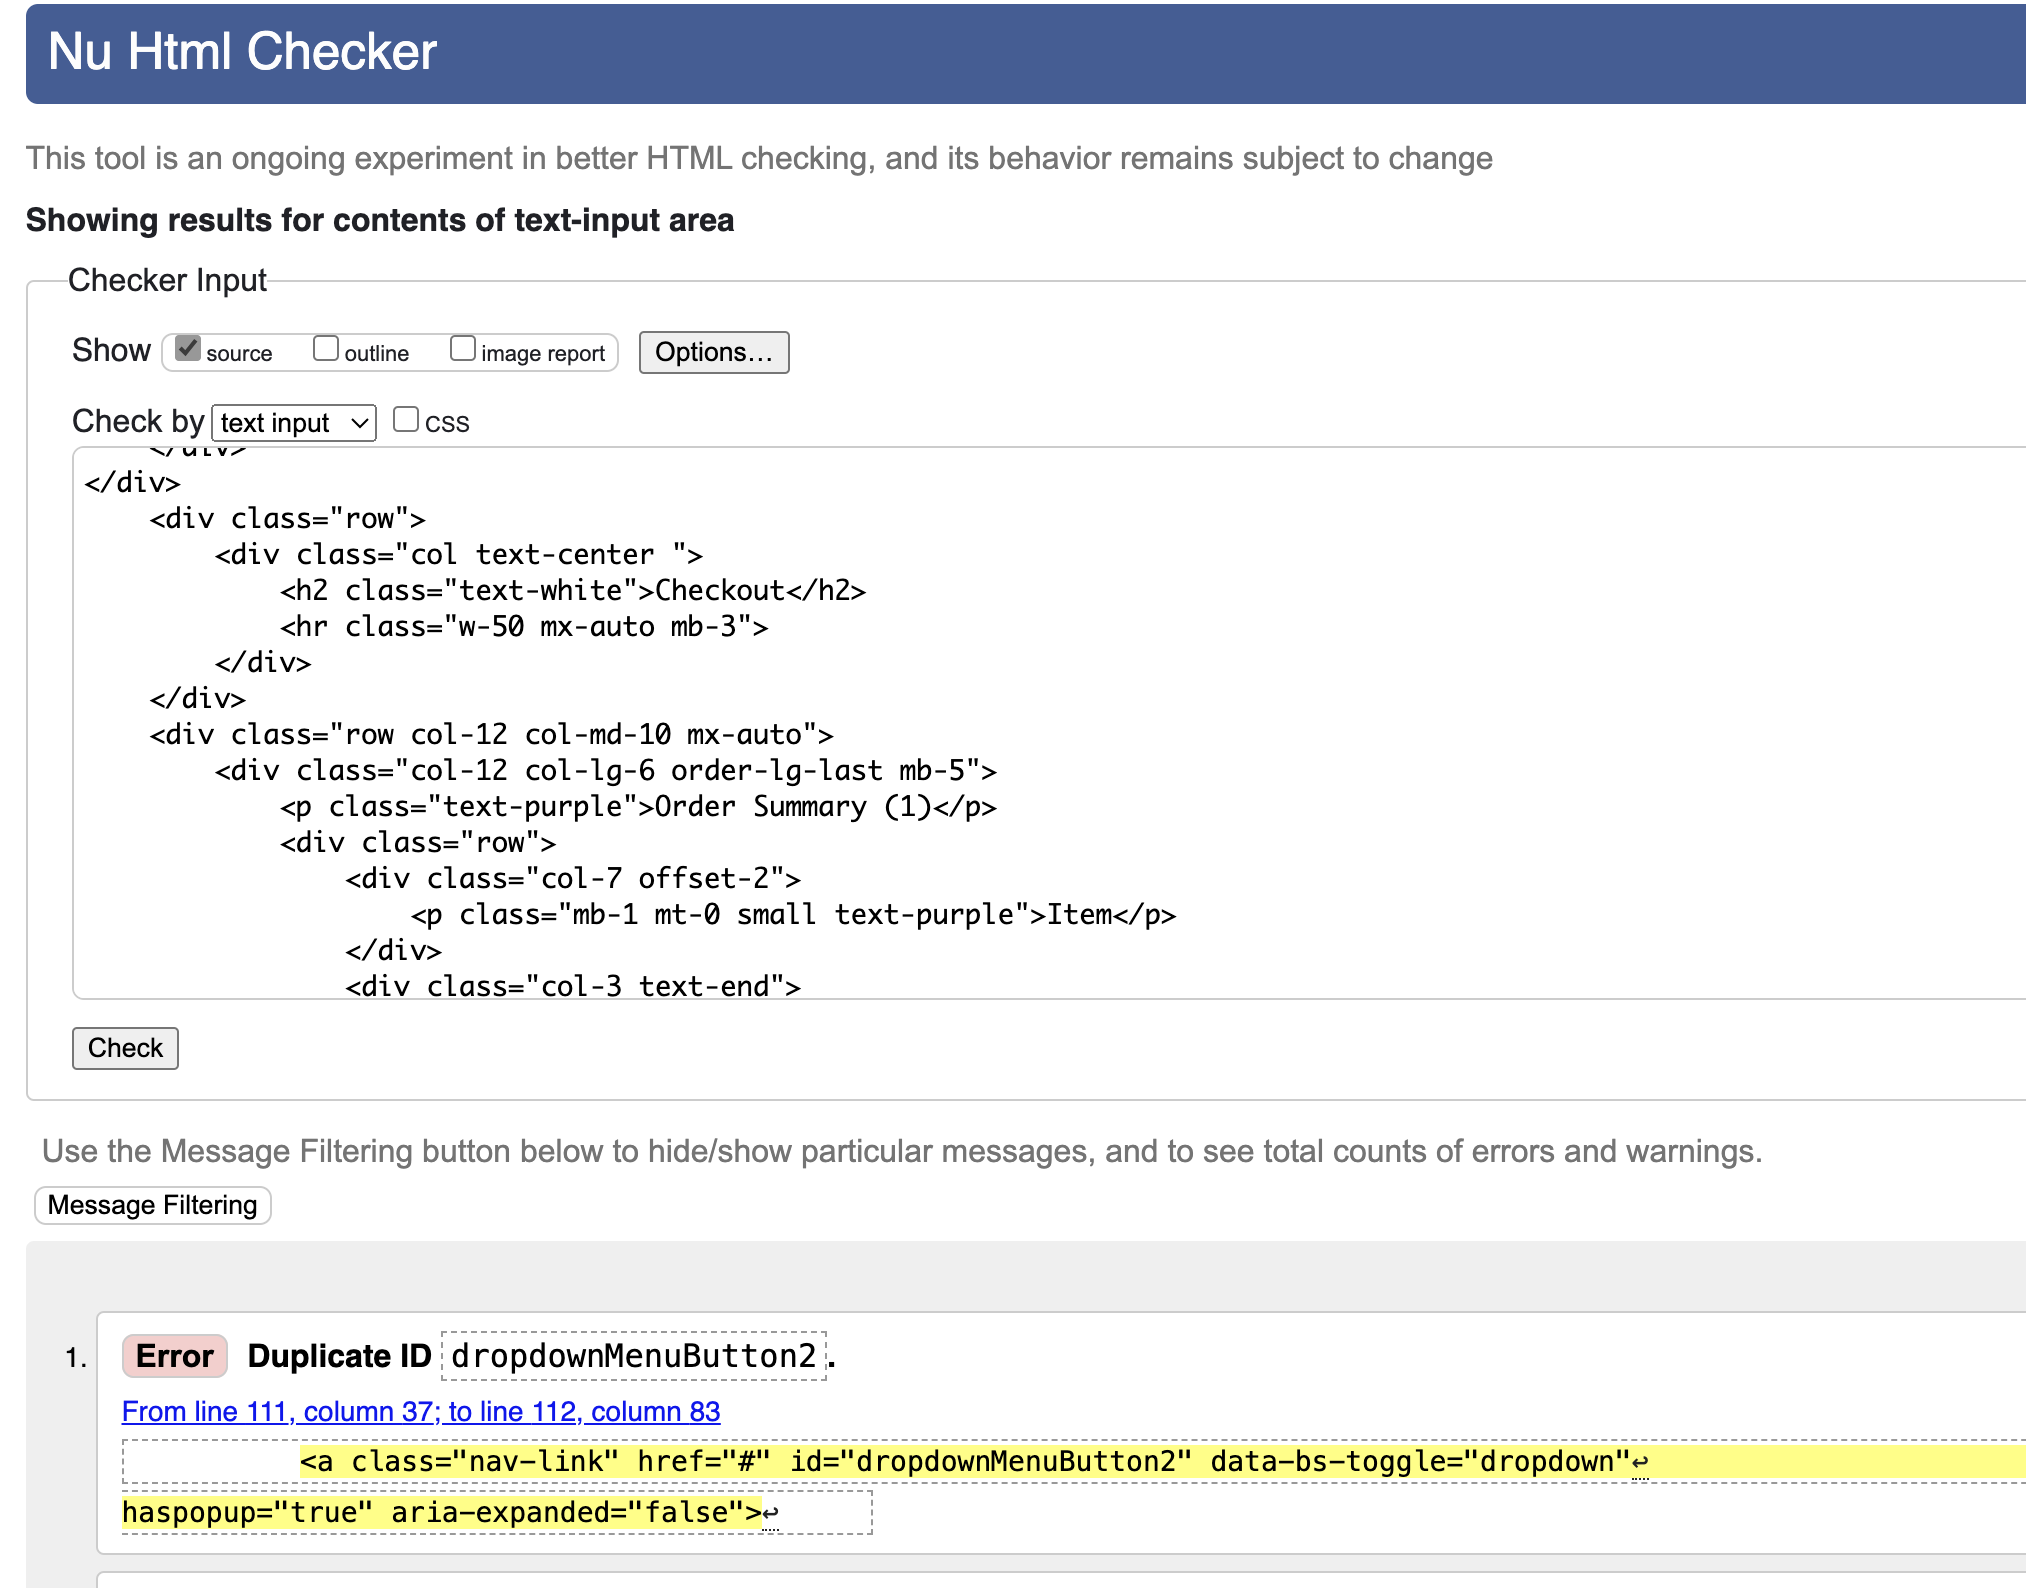 Nu Html Checker
This tool is an ongoing experiment in better HTML checking, and its behavior remains subject to change
Showing results for contents of text-input area
Checker Input
Show source outline image report Options...
Check by text input CSS
</div>
</div>
<div class="row">
<div class="col text-center ">
<h2 class="text-white">Checkout</h2>
<hr class="w-50 mx-auto mb-3">
</div>
</div>
<div class="row col-12 col-md-10 mx-auto">
<div class="col-12 col-lg-6 order-lg-last mb-5">
<p class="text-purple">Order Summary (1)</p>
<div class="row">
<div class="col-7 offset-2">
<p class="mb-1 mt-0 small text-purple">Item</p>
</div>
<div class="col-3 text-end">
Check
Use the Message Filtering button below to hide/show particular messages, and to see total counts of errors and warnings.
Message Filtering
1. Error Duplicate ID dropdownMenuButton2.
From line 111, column 37; to line 112, column 83
<a class="nav-link" href="#" id="dropdownMenuButton2" data-bs-toggle="dropdown"↩
haspopup="true" aria-expanded="false">↩